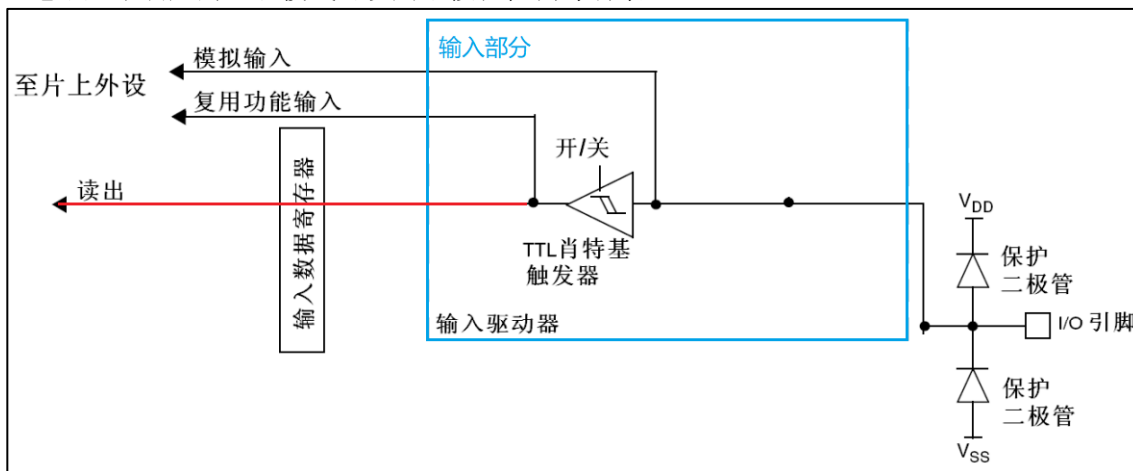 输入部分
模拟输入
至片上外设
复用功能输入
开/关
输入数据寄存器
读出
TTL肖特基
触发器
VDD
保护
二极管
输入驱动器
I/O 引脚
保护
二极管
VSS